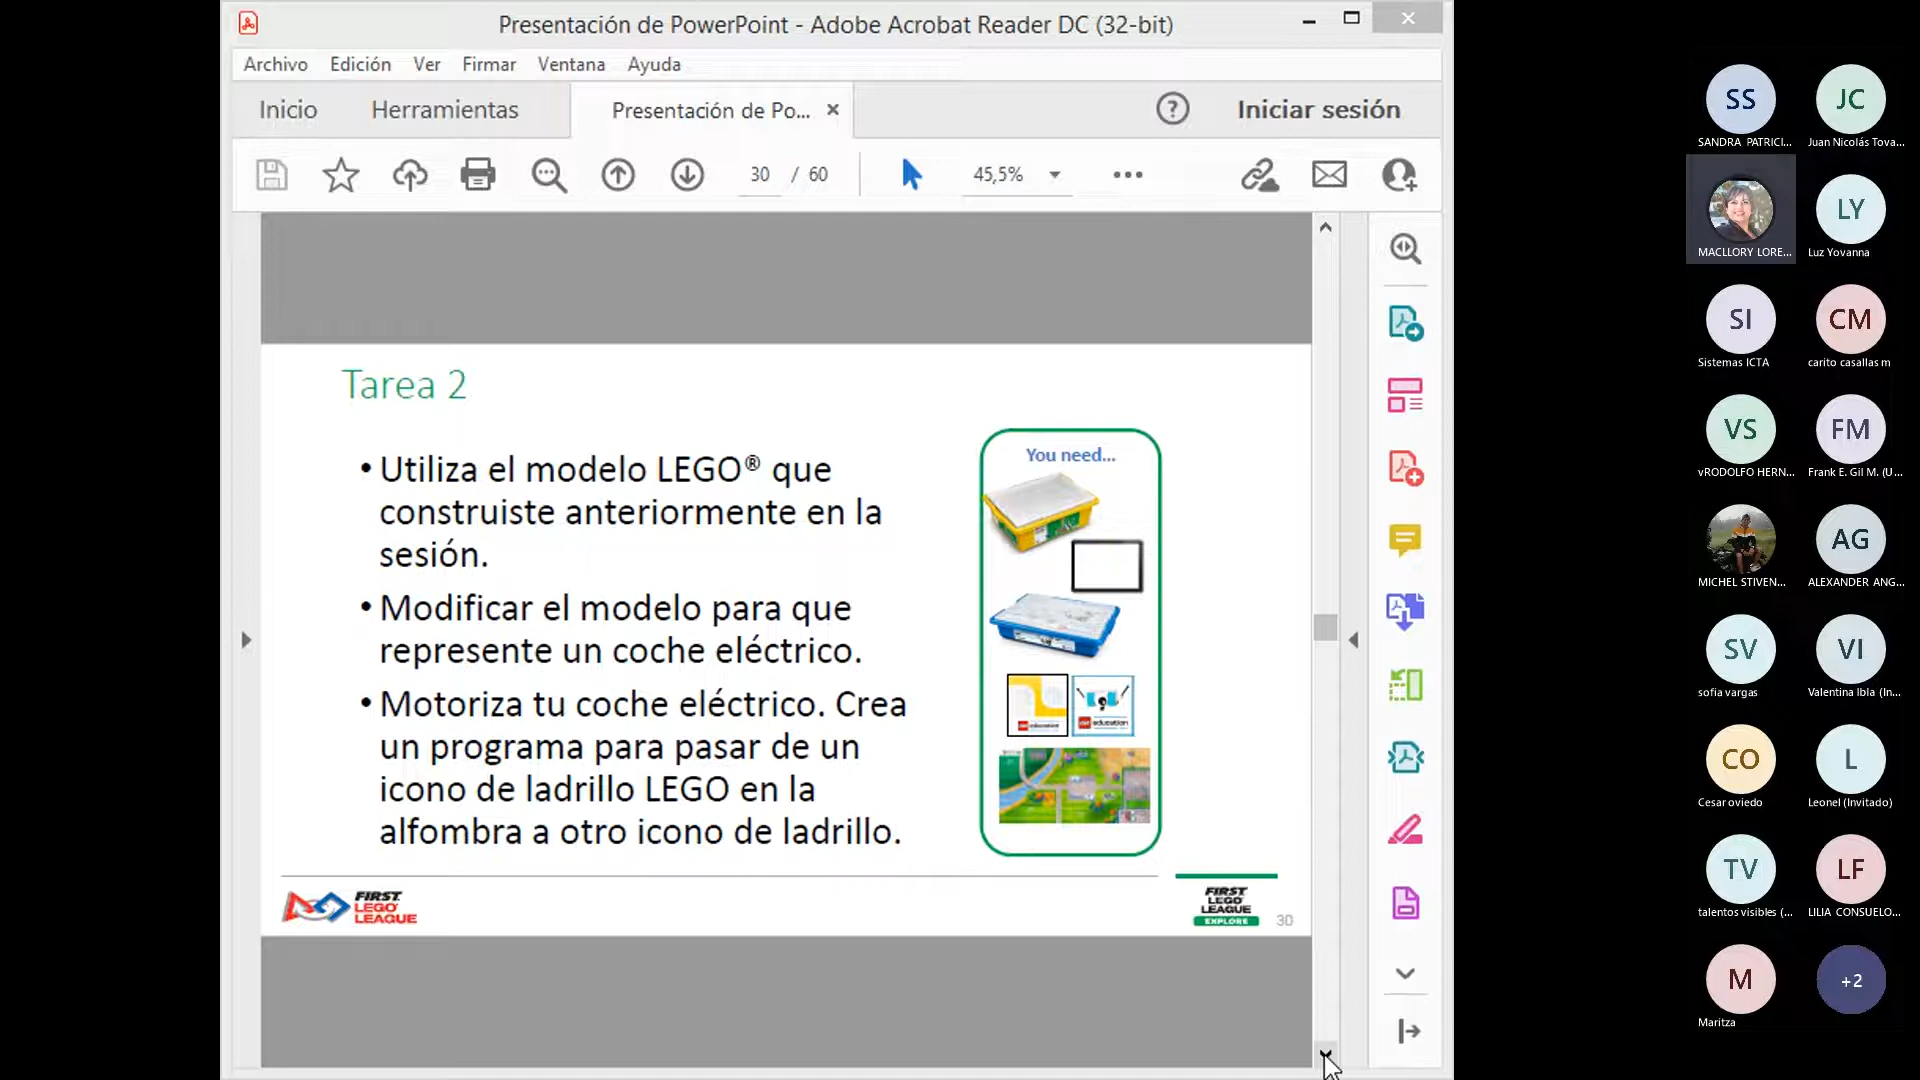 Presentación de PowerPoint - Adobe Acrobat Reader DC (32-bit)
Archivo Edición Ver Firmar Ventana Ayuda
Inicio Herramientas Presentación de Po... × ? Iniciar sesión
30 / 60 45,5%
Tarea 2
• Utiliza el modelo LEGO® que
construiste anteriormente en la
sesión.
• Modificar el modelo para que
represente un coche eléctrico.
• Motoriza tu coche eléctrico. Crea
un programa para pasar de un
icono de ladrillo LEGO en la
alfombra a otro icono de ladrillo.
You need...
education
education
FIRST
LEGO
LEAGUE
FIRST
LEGO
LEAGUE
EXPLORE
30
SS
SANDRA PATRICI...
JC
Juan Nicolás Tova...
MACLLORY LORE...
LY
Luz Yovanna
SI
Sistemas ICTA
CM
carito casallas m
VS
vRODOLFO HERN...
FM
Frank E. Gil M. (U...
MICHEL STIVEN...
AG
ALEXANDER ANG...
SV
sofia vargas
VI
Valentina Ibla (In...
CO
Cesar oviedo
L
Leonel (Invitado)
TV
talentos visibles (...
LF
LILIA CONSUELO...
M
Maritza
+2